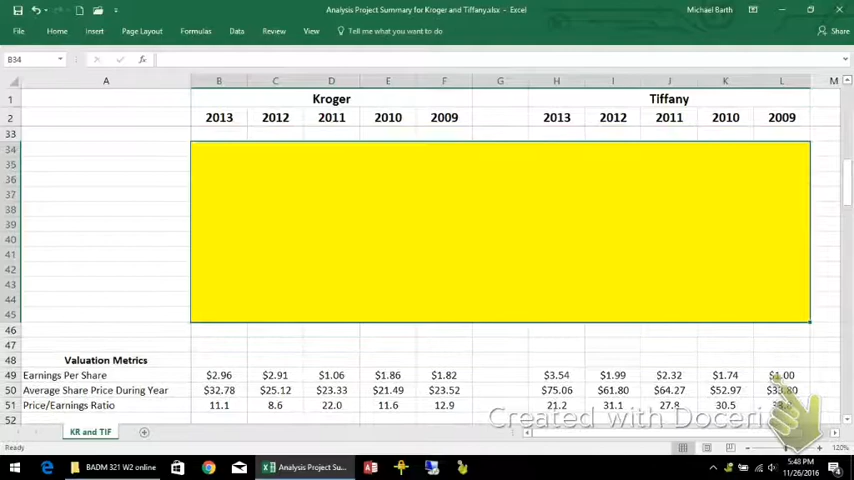 Analysis Project Summary for Kroger and Tiffany.xlsx - Excel
Michael Barth
File Home Insert Page Layout Formulas Data Review View Tell me what you want to do
Share
B34 fx
A B C D E F G H I J K L M
1 Kroger Tiffany
2 2013 2012 2011 2010 2009 2013 2012 2011 2010 2009
33
34
35
36
37
38
39
40
41
42
43
44
45
46
47
48 Valuation Metrics
49 Earnings Per Share $2.96 $2.91 $1.06 $1.86 $1.82 $3.54 $1.99 $2.32 $1.74 $1.00
50 Average Share Price During Year $32.78 $25.12 $23.33 $21.49 $23.52 $75.06 $61.80 $64.27 $52.97
51 Price/Earnings Ratio 11.1 8.6 22.0 11.6 12.9 21.2 31.1 27.8 30.5
52
Created with Doceri
KR and TIF
Ready
120%
BADM 321 W2 online
Analysis Project Su...
5:48 PM
11/26/2016
4